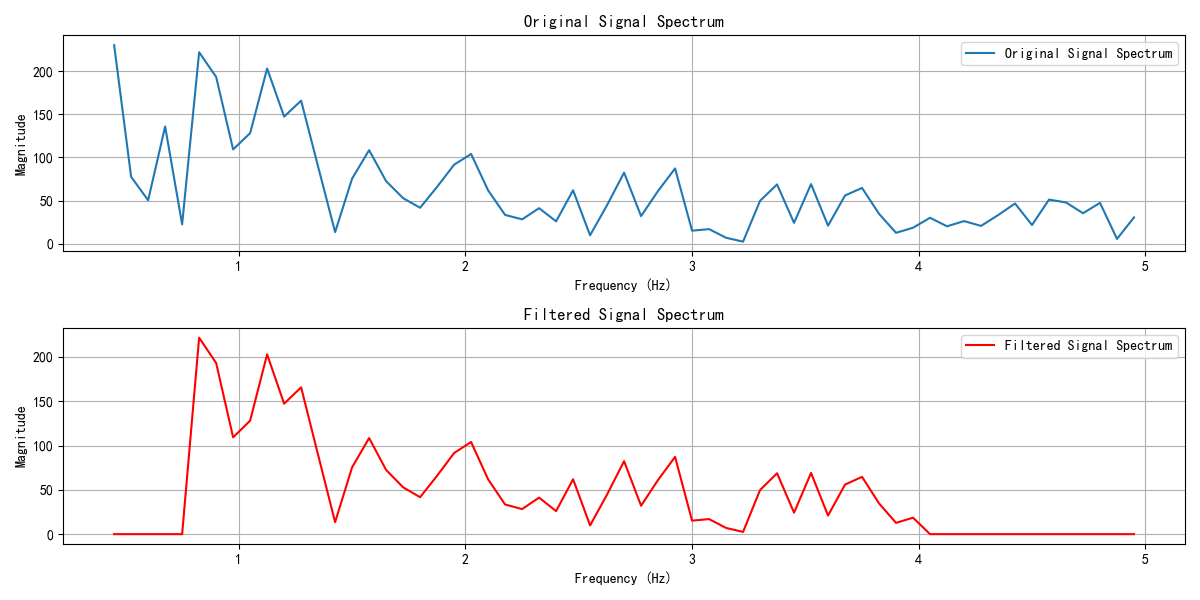 Original Signal Spectrum
Original Signal Spectrum
Magnitude
200
150
100
50
0
1 2 3 4 5
Frequency (Hz)
Filtered Signal Spectrum
Filtered Signal Spectrum
Magnitude
200
150
100
50
0
1 2 3 4 5
Frequency (Hz)